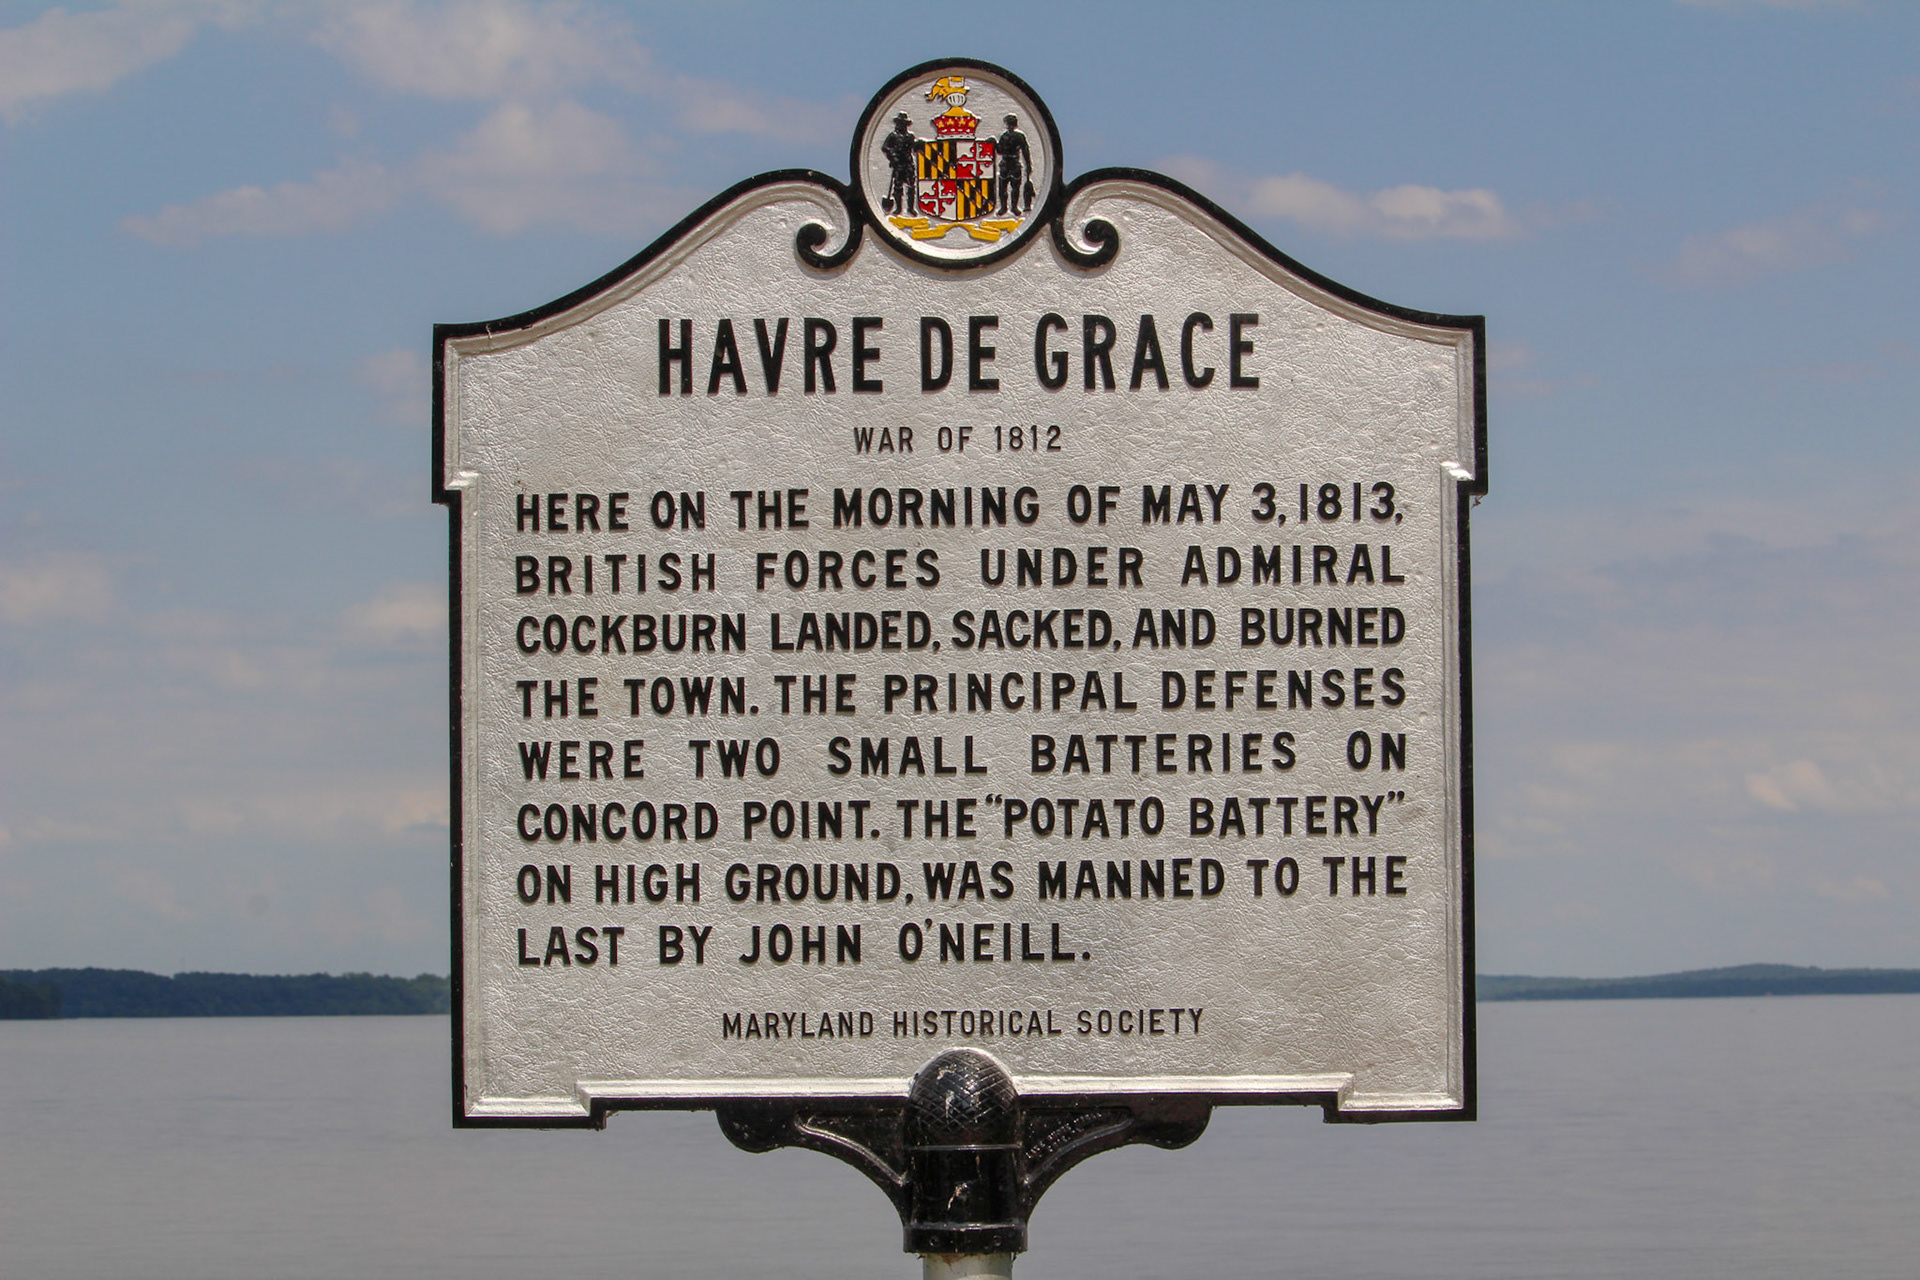 HAVRE DE GRACE
WAR OF 1812
HERE ON THE MORNING OF MAY 3, 1813,
BRITISH FORCES UNDER ADMIRAL
COCKBURN LANDED, SACKED, AND BURNED
THE TOWN. THE PRINCIPAL DEFENSES
WERE TWO SMALL BATTERIES ON
CONCORD POINT. THE "POTATO BATTERY"
ON HIGH GROUND, WAS MANNED TO THE
LAST BY JOHN O'NEILL.
MARYLAND HISTORICAL SOCIETY